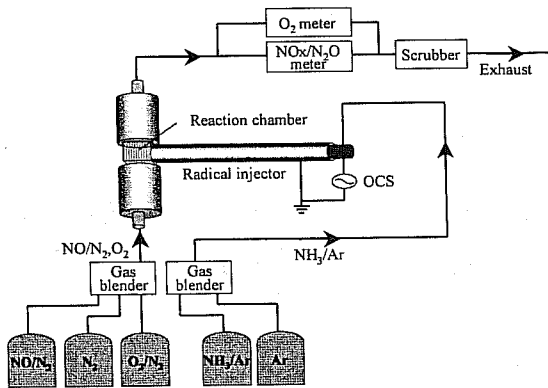 O₂ meter
NOx/N₂O
meter
Scrubber
Exhaust
Reaction chamber
Radical injector
OCS
NO/N₂,O₂
NH₃/Ar
Gas
blender
Gas
blender
NO/N₂
N₂
O₂/N₂
NH₃/Ar
Ar